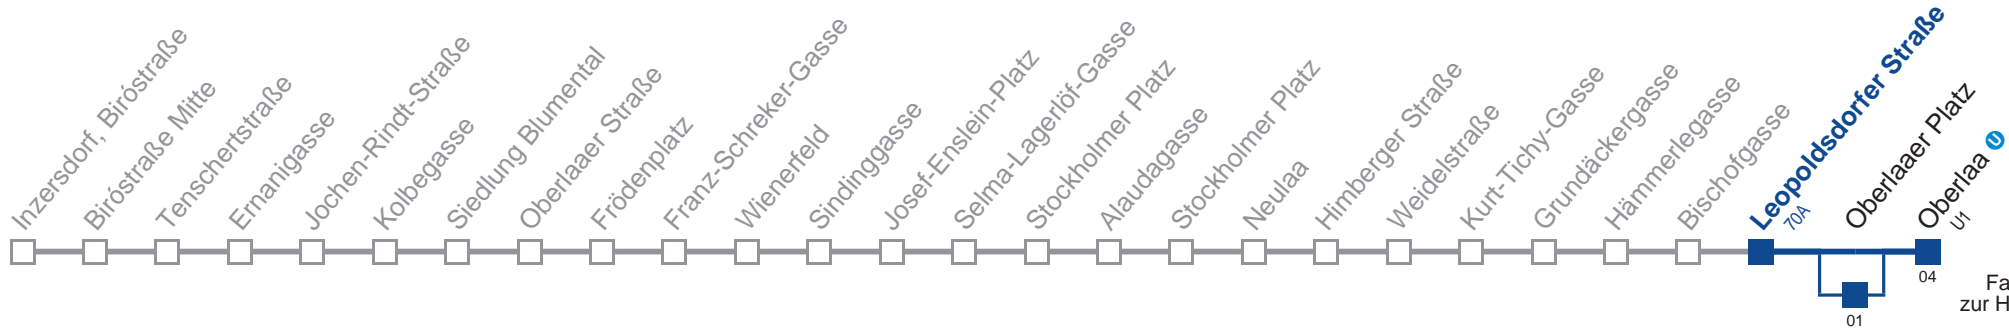 Inzersdorf, Biróstraße
Biróstraße Mitte
Tenschertstraße
Ernanigasse
Jochen-Rindt-Straße
Kolbegasse
Siedlung Blumental
Oberlaaer Straße
Frödenplatz
Franz-Schreker-Gasse
Wienerfeld
Sindinggasse
Josef-Enslein-Platz
Selma-Lagerlöf-Gasse
Stockholmer Platz
Alaudagasse
Stockholmer Platz
Neulaa
Himberger Straße
Weidelstraße
Kurt-Tichy-Gasse
Grundäckergasse
Hämmerlegasse
Bischofgasse
Leopoldsdorfer Straße
70A
Oberlaaer Platz
Oberlaa U
U1
04
01
Fa
zur H